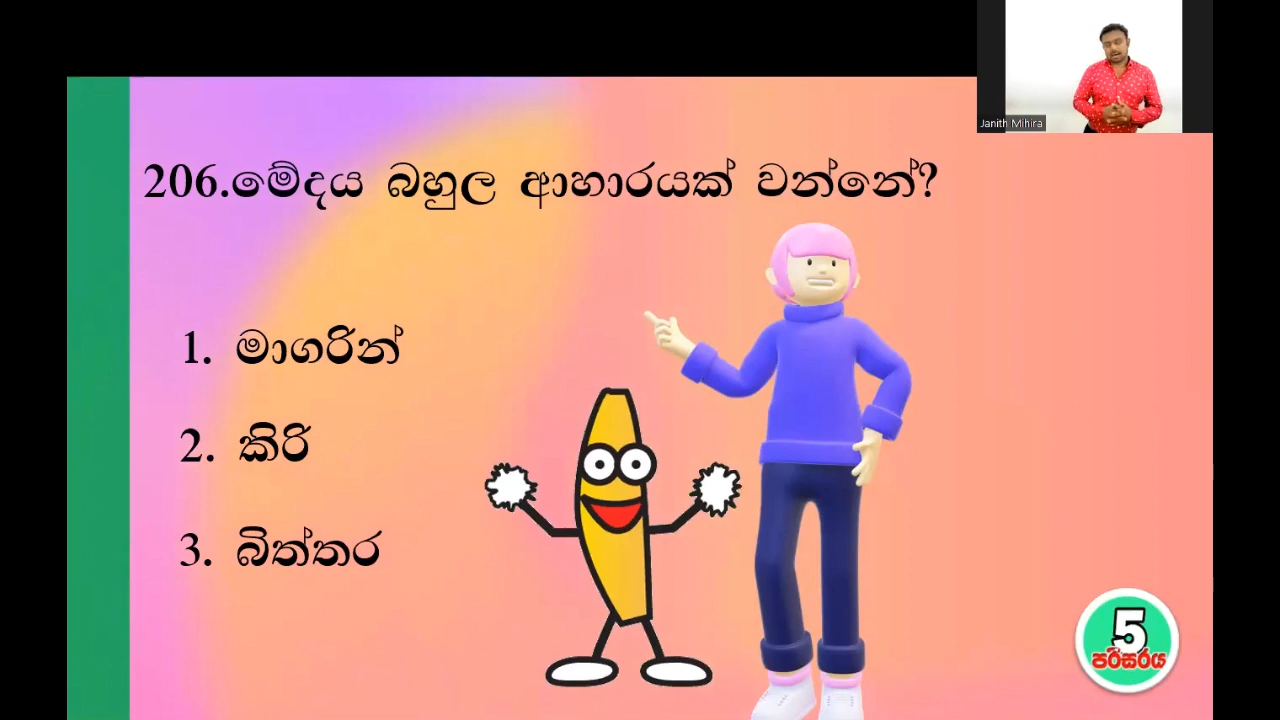 Janith Mihira
206.මේදය බහුල ආහාරයක් වන්නේ?
1. මාගරින්
2. කිරි
3. බිත්තර
5
පරිසරය